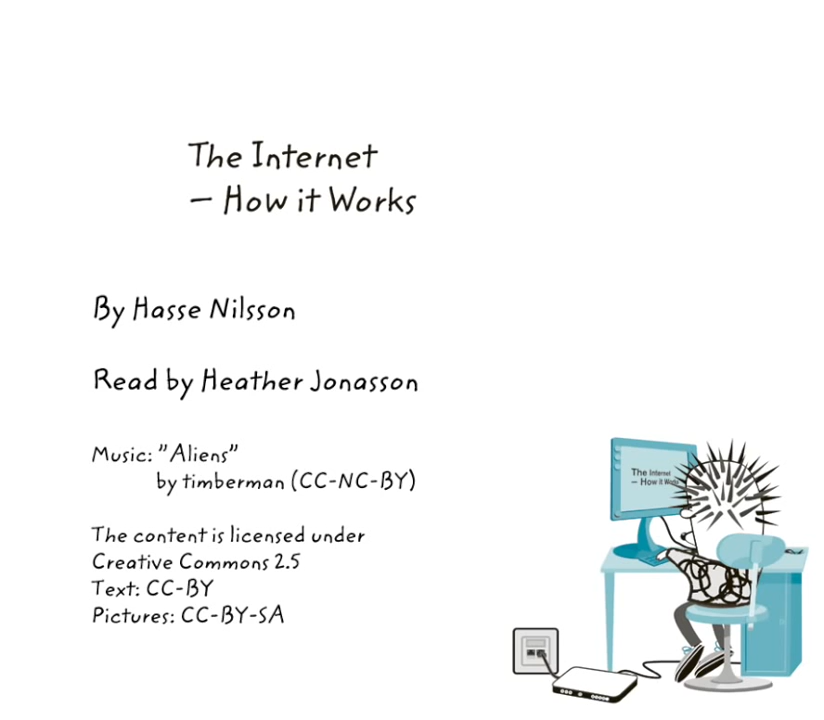 The Internet
– How it Works
By Hasse Nilsson
Read by Heather Jonasson
Music: ”Aliens”
by timberman (CC-NC-BY)
The content is licensed under
Creative Commons 2.5
Text: CC-BY
Pictures: CC-BY-SA
The Internet
– How it Works